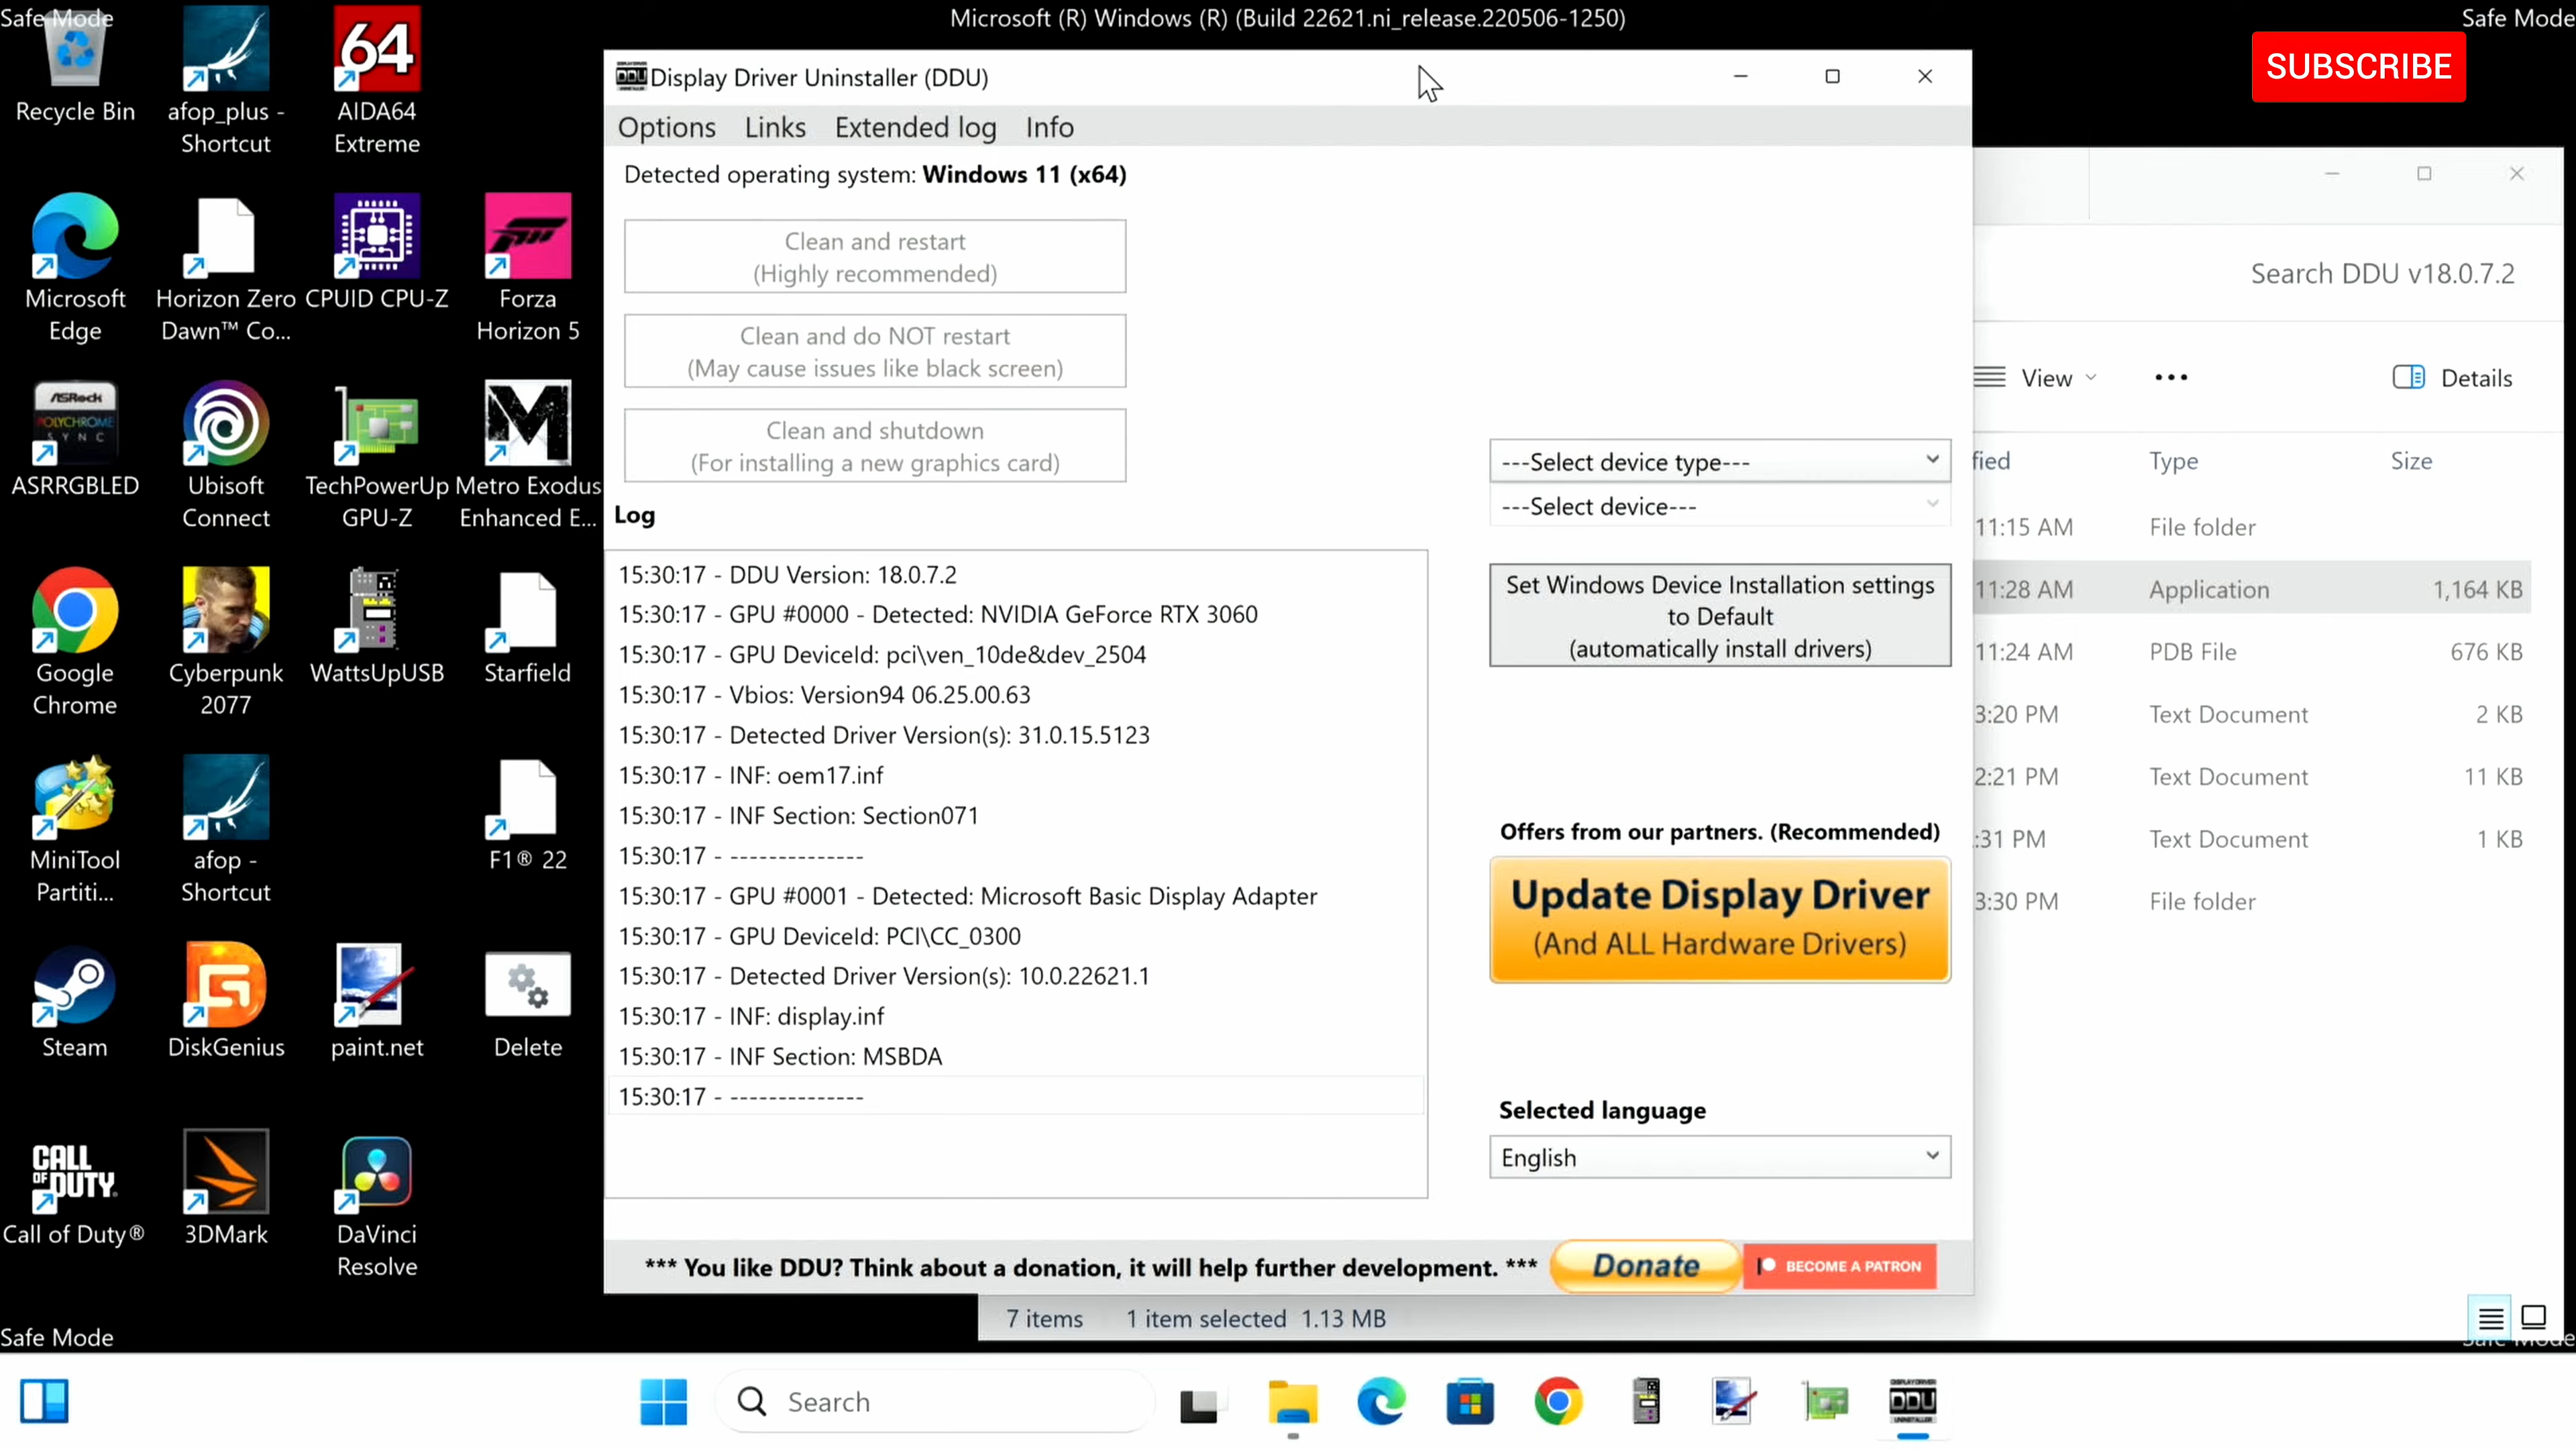 Safe Mode
Microsoft (R) Windows (R) (Build 22621.ni_release.220506-1250)
Safe Mode
SUBSCRIBE
Recycle Bin
afop_plus -
Shortcut
64
AIDA64
Extreme
Microsoft
Edge
Horizon Zero
Dawn™ Co...
CPUID CPU-Z
Forza
Horizon 5
ASRock
POLYCHROME
SYNC
ASRRGBLED
Ubisoft
Connect
TechPowerUp
GPU-Z
Metro Exodus
Enhanced E...
Google
Chrome
Cyberpunk
2077
WattsUpUSB
Starfield
MiniTool
Partiti...
afop -
Shortcut
F1® 22
Steam
DiskGenius
paint.net
Delete
CALL
OF DUTY
Call of Duty®
3DMark
DaVinci
Resolve
Safe Mode
DDU
Display Driver Uninstaller (DDU)
Options Links Extended log Info
Detected operating system: Windows 11 (x64)
Clean and restart
(Highly recommended)
Clean and do NOT restart
(May cause issues like black screen)
Clean and shutdown
(For installing a new graphics card)
Log
15:30:17 - DDU Version: 18.0.7.2
15:30:17 - GPU #0000 - Detected: NVIDIA GeForce RTX 3060
15:30:17 - GPU DeviceId: pci\ven_10de&dev_2504
15:30:17 - Vbios: Version94 06.25.00.63
15:30:17 - Detected Driver Version(s): 31.0.15.5123
15:30:17 - INF: oem17.inf
15:30:17 - INF Section: Section071
15:30:17 - --------------
15:30:17 - GPU #0001 - Detected: Microsoft Basic Display Adapter
15:30:17 - GPU DeviceId: PCI\CC_0300
15:30:17 - Detected Driver Version(s): 10.0.22621.1
15:30:17 - INF: display.inf
15:30:17 - INF Section: MSBDA
15:30:17 - --------------
---Select device type---
---Select device---
Set Windows Device Installation settings
to Default
(automatically install drivers)
Offers from our partners. (Recommended)
Update Display Driver
(And ALL Hardware Drivers)
Selected language
English
*** You like DDU? Think about a donation, it will help further development. ***
Donate
BECOME A PATRON
Search DDU v18.0.7.2
View
Details
fied Type Size
11:15 AM File folder
11:28 AM Application 1,164 KB
11:24 AM PDB File 676 KB
3:20 PM Text Document 2 KB
2:21 PM Text Document 11 KB
:31 PM Text Document 1 KB
3:30 PM File folder
7 items 1 item selected 1.13 MB
Safe Mode
Search
DISPLAY DRIVER
DDU
UNINSTALLER